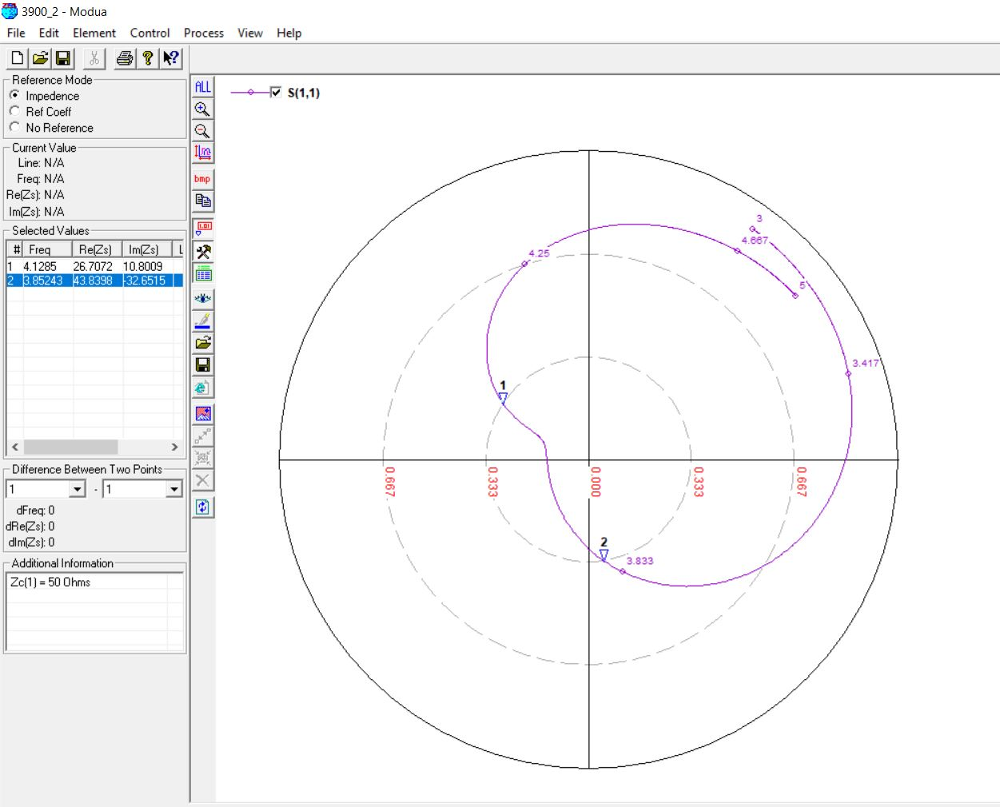 3900_2 - Modua
File Edit Element Control Process View Help
Reference Mode
Impedence
Ref Coeff
No Reference
Current Value
Line: N/A
Freq: N/A
Re(Zs): N/A
Im(Zs): N/A
Selected Values
# Freq Re(Zs) Im(Zs) L
1 4.1285 26.7072 10.8009
2 3.85243 43.8398 -32.6515
Difference Between Two Points
1 - 1
dFreq: 0
dRe(Zs): 0
dIm(Zs): 0
Additional Information
Zc(1) = 50 Ohms
ALL
bmp
1.01
S(1,1)
3
4.667
4.25
5
3.417
1
0.667 0.333 0.000 0.333 0.667
2
3.833